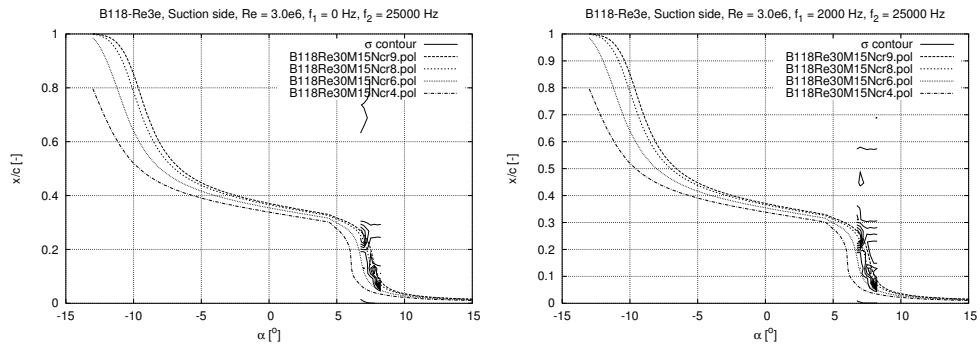 B118-Re3e, Suction side, Re = 3.0e6, f1 = 0 Hz, f2 = 25000 Hz
σ contour
B118Re30M15Ncr9.pol
B118Re30M15Ncr8.pol
B118Re30M15Ncr6.pol
B118Re30M15Ncr4.pol
1
0.8
0.6
0.4
0.2
0
x/c [-]
-15
-10
-5
0
5
10
15
α [°]
B118-Re3e, Suction side, Re = 3.0e6, f1 = 2000 Hz, f2 = 25000 Hz
σ contour
B118Re30M15Ncr9.pol
B118Re30M15Ncr8.pol
B118Re30M15Ncr6.pol
B118Re30M15Ncr4.pol
1
0.9
0.8
0.7
0.6
0.5
0.4
0.3
0.2
0.1
0
x/c [-]
-15
-10
-5
0
5
10
15
α [°]